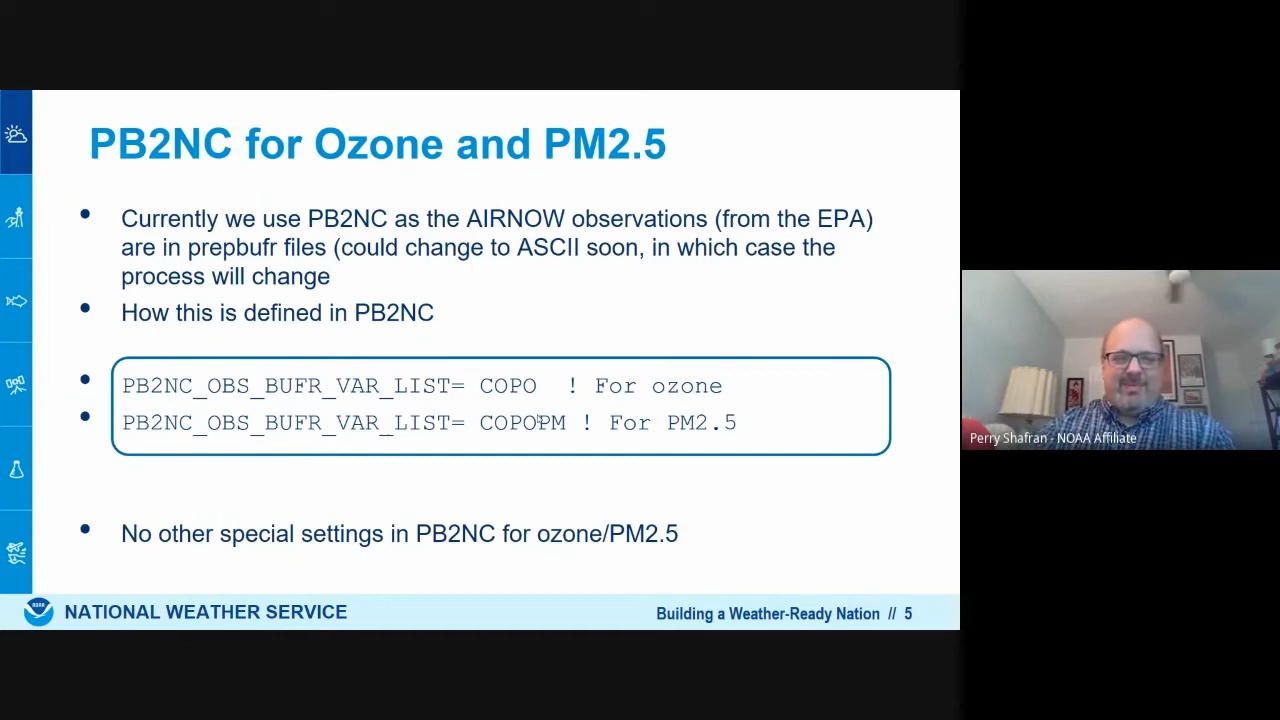 PB2NC for Ozone and PM2.5
• Currently we use PB2NC as the AIRNOW observations (from the EPA)
are in prepbufr files (could change to ASCII soon, in which case the
process will change
• How this is defined in PB2NC
• PB2NC_OBS_BUFR_VAR_LIST= COPO ! For ozone
• PB2NC_OBS_BUFR_VAR_LIST= COPOPM ! For PM2.5
• No other special settings in PB2NC for ozone/PM2.5
NATIONAL WEATHER SERVICE
Building a Weather-Ready Nation // 5
Perry Shafran - NOAA Affiliate